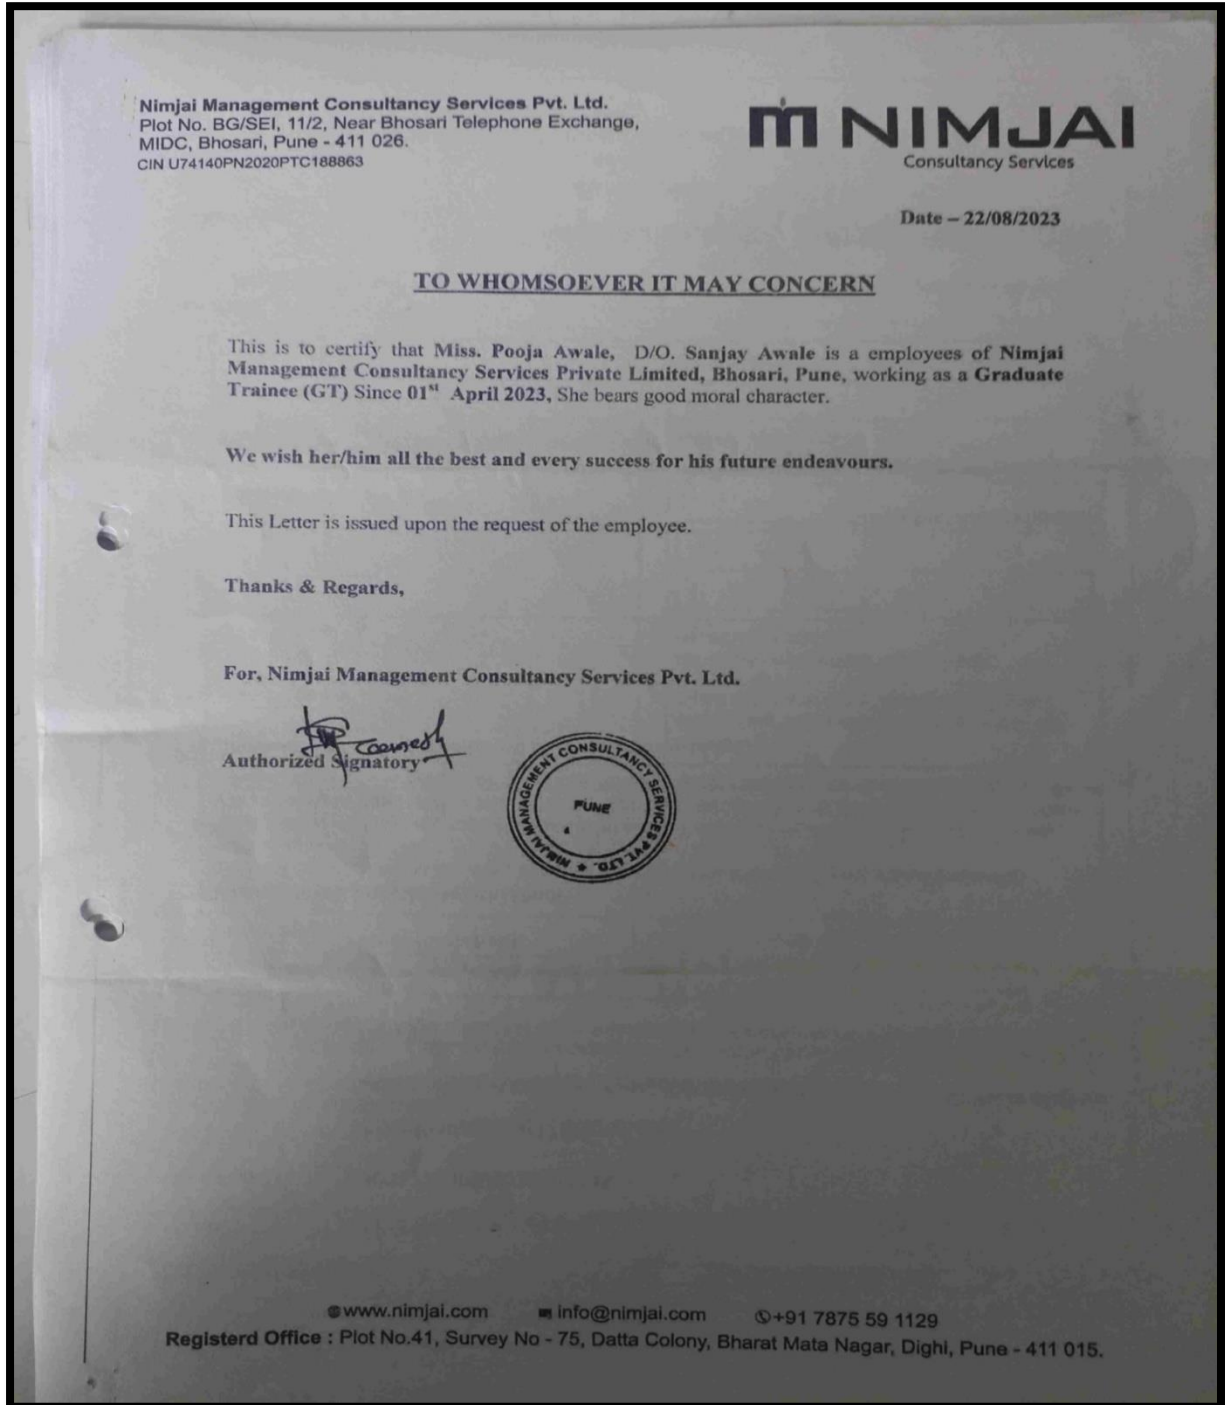 Nimjai Management Consultancy Services Pvt. Ltd.
Plot No. BG/SEI, 11/2, Near Bhosari Telephone Exchange,
MIDC, Bhosari, Pune - 411 026.
CIN U74140PN2020PTC188863
NIMJAI
Consultancy Services
Date – 22/08/2023
TO WHOMSOEVER IT MAY CONCERN
This is to certify that Miss. Pooja Awale, D/O. Sanjay Awale is a employees of Nimjai
Management Consultancy Services Private Limited, Bhosari, Pune, working as a Graduate
Trainee (GT) Since 01st April 2023, She bears good moral character.
We wish her/him all the best and every success for his future endeavours.
This Letter is issued upon the request of the employee.
Thanks & Regards,
For, Nimjai Management Consultancy Services Pvt. Ltd.
Authorized Signatory
NIMJAI MANAGEMENT CONSULTANCY SERVICES PVT. LTD.
PUNE
www.nimjai.com info@nimjai.com +91 7875 59 1129
Registerd Office : Plot No.41, Survey No - 75, Datta Colony, Bharat Mata Nagar, Dighi, Pune - 411 015.